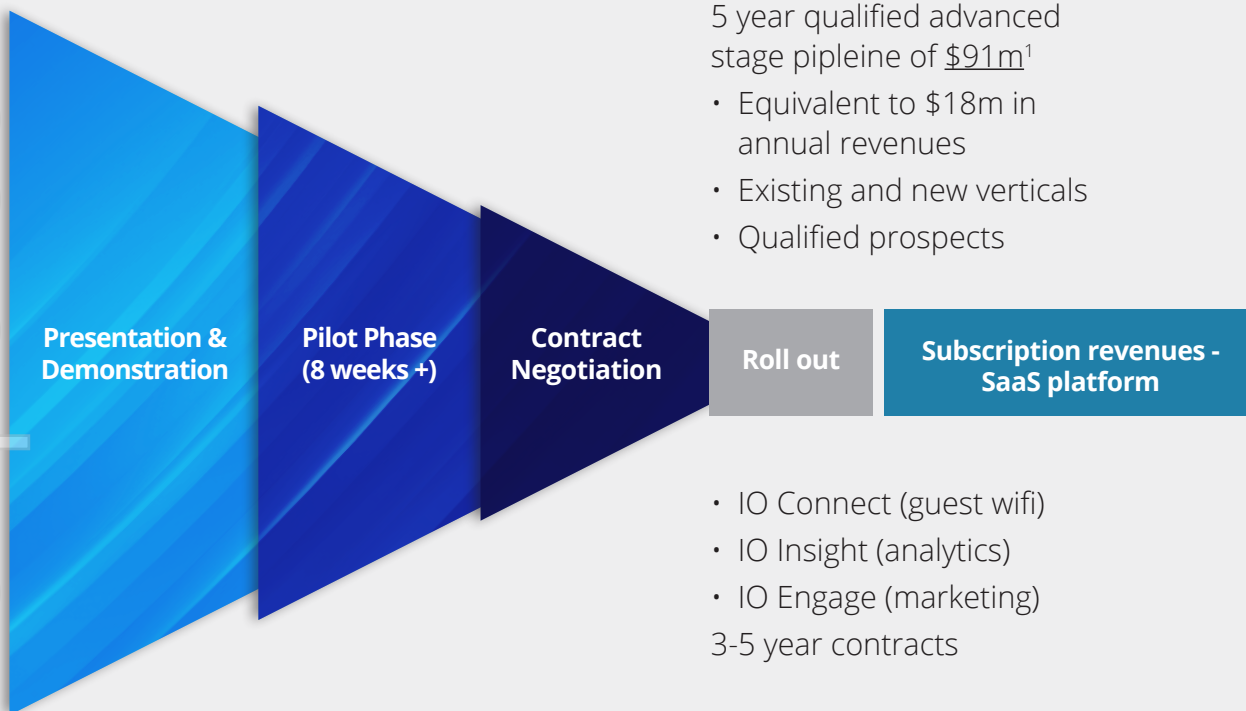 5 year qualified advanced
stage pipleine of $91m¹
• Equivalent to $18m in
annual revenues
• Existing and new verticals
• Qualified prospects
Presentation &
Demonstration
Pilot Phase
(8 weeks +)
Contract
Negotiation
Roll out
Subscription revenues -
SaaS platform
• IO Connect (guest wifi)
• IO Insight (analytics)
• IO Engage (marketing)
3-5 year contracts